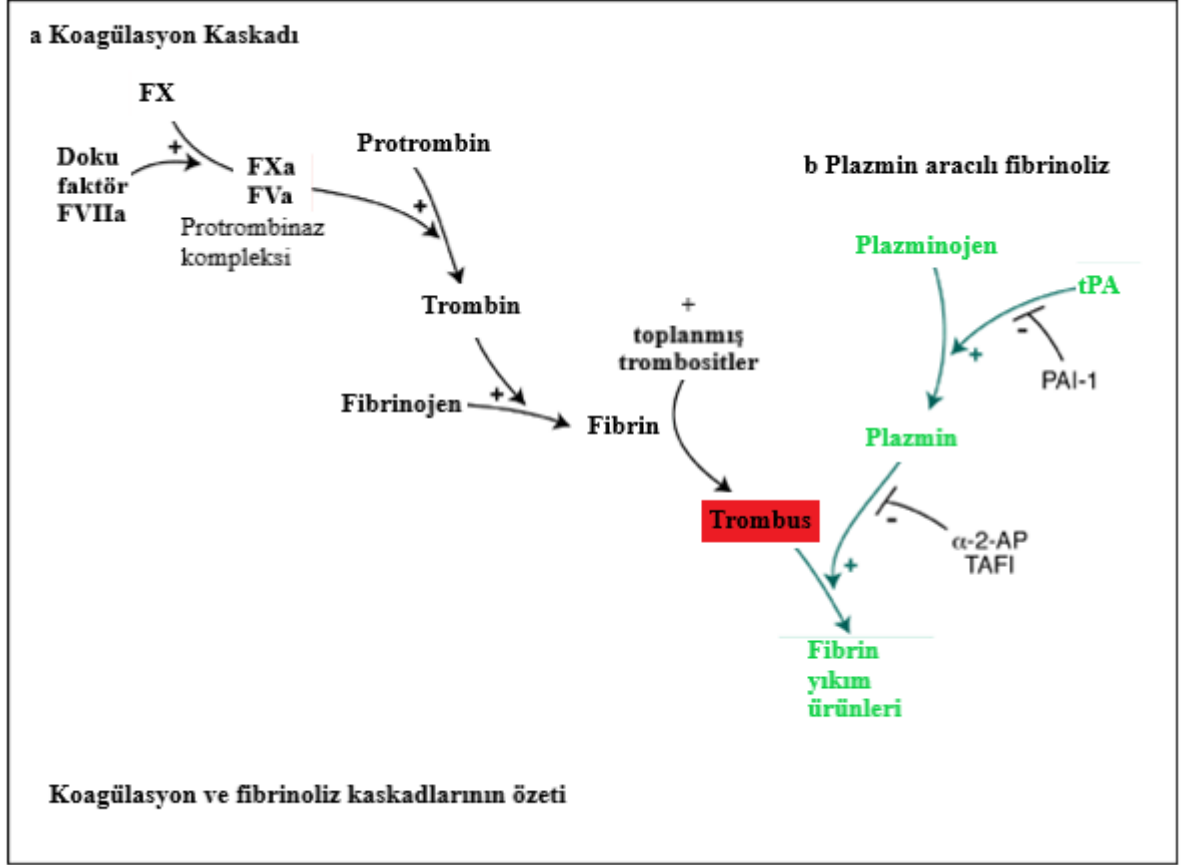 a Koagülasyon Kaskadı
FX
+
Doku
faktör
FVIIa
FXa
FVa
Protrombinaz
kompleksi
Protrombin
+
Trombin
Fibrinojen
+
Fibrin
+
toplanmış
trombositler
Trombus
b Plazmin aracılı fibrinoliz
Plazminojen
tPA
-
+
PAI-1
Plazmin
-
α-2-AP
TAFI
+
Fibrin
yıkım
ürünleri
Koagülasyon ve fibrinoliz kaskadlarının özeti